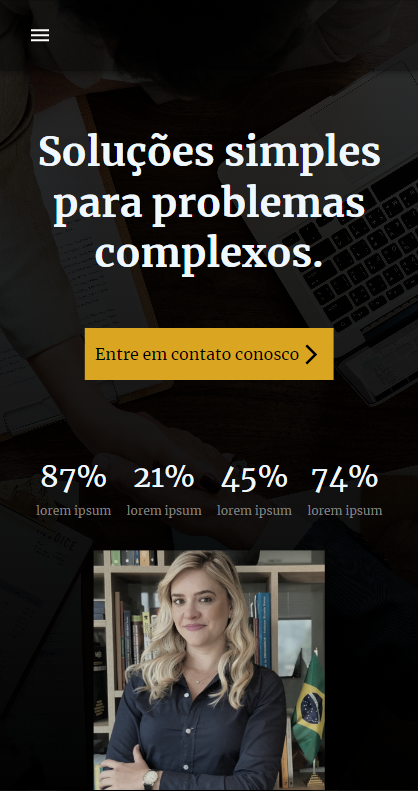 Soluções simples
para problemas
complexos.
Entre em contato conosco
87% 21% 45% 74%
lorem ipsum lorem ipsum lorem ipsum lorem ipsum